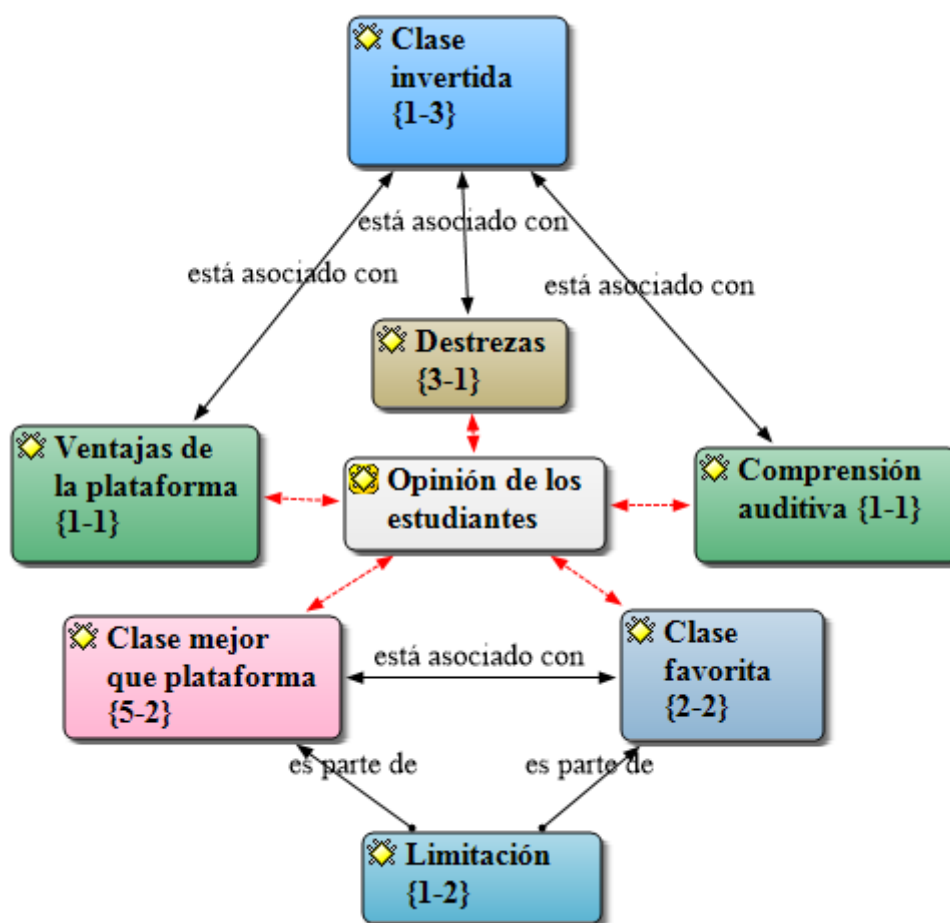 Clase
invertida
{1-3}
está asociado con
está asociado con
está asociado con
Destrezas
{3-1}
Ventajas de
la plataforma
{1-1}
Opinión de los
estudiantes
Comprensión
auditiva {1-1}
Clase mejor
que plataforma
{5-2}
está asociado con
Clase
favorita
{2-2}
es parte de
es parte de
Limitación
{1-2}